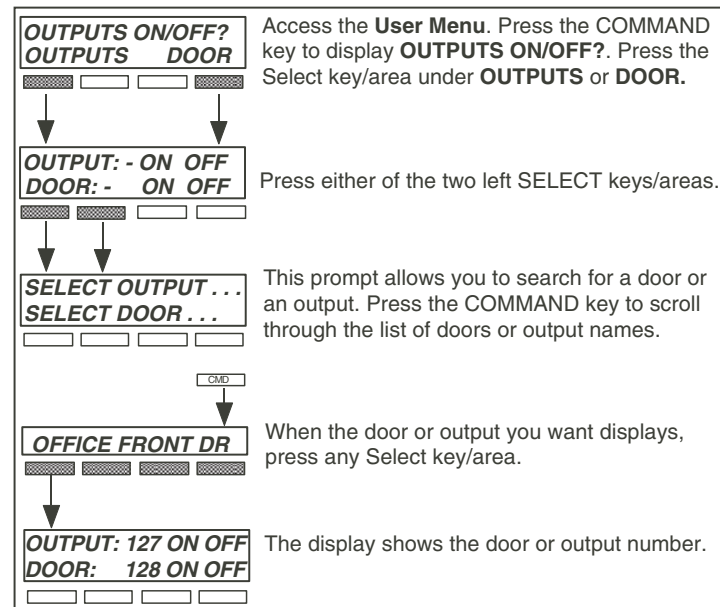 OUTPUTS ON/OFF?
OUTPUTS DOOR
Access the User Menu. Press the COMMAND
key to display OUTPUTS ON/OFF?. Press the
Select key/area under OUTPUTS or DOOR.
OUTPUT: - ON OFF
DOOR: - ON OFF
Press either of the two left SELECT keys/areas.
SELECT OUTPUT . . .
SELECT DOOR . . .
This prompt allows you to search for a door or
an output. Press the COMMAND key to scroll
through the list of doors or output names.
CMD
OFFICE FRONT DR
When the door or output you want displays,
press any Select key/area.
OUTPUT: 127 ON OFF
DOOR: 128 ON OFF
The display shows the door or output number.